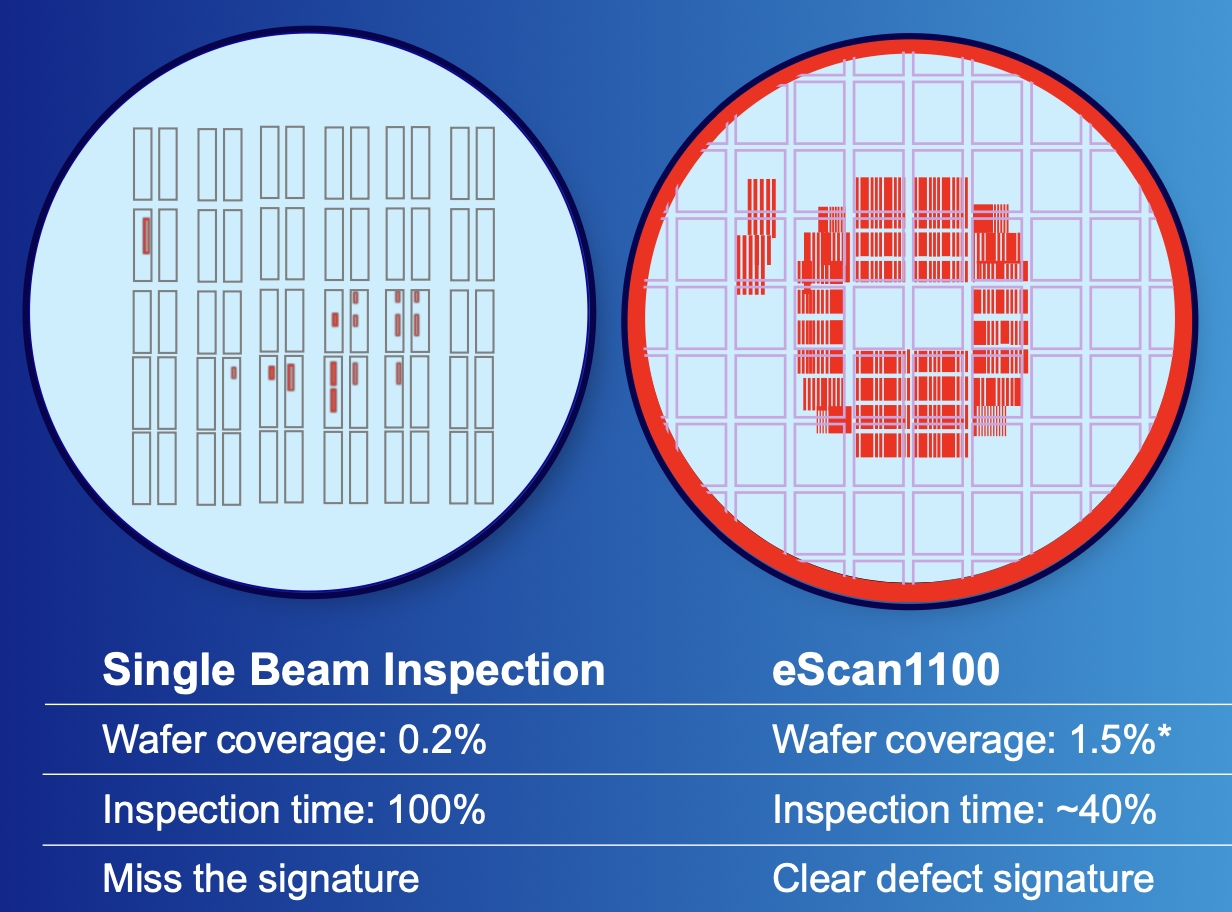 Single Beam Inspection
eScan1100
Wafer coverage: 0.2%
Wafer coverage: 1.5%*
Inspection time: 100%
Inspection time: ~40%
Miss the signature
Clear defect signature